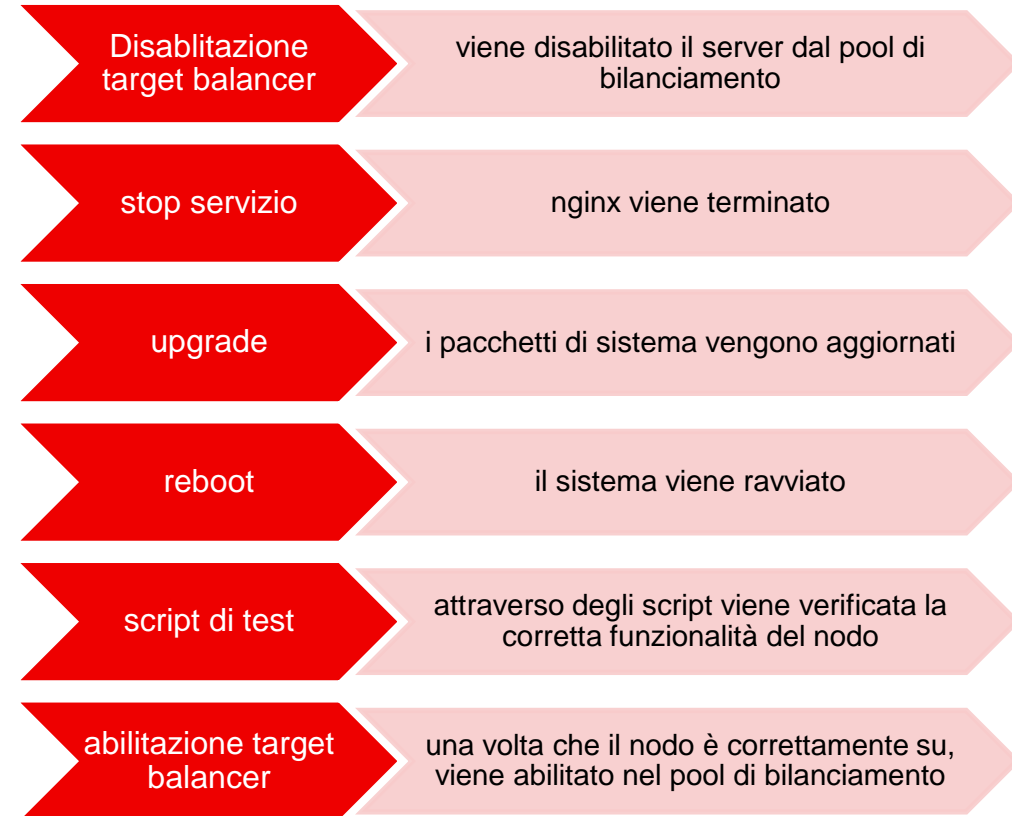 Disablitazione
target balancer
viene disabilitato il server dal pool di
bilanciamento
stop servizio
nginx viene terminato
upgrade
i pacchetti di sistema vengono aggiornati
reboot
il sistema viene ravviato
script di test
attraverso degli script viene verificata la
corretta funzionalità del nodo
abilitazione target
balancer
una volta che il nodo è correttamente su,
viene abilitato nel pool di bilanciamento